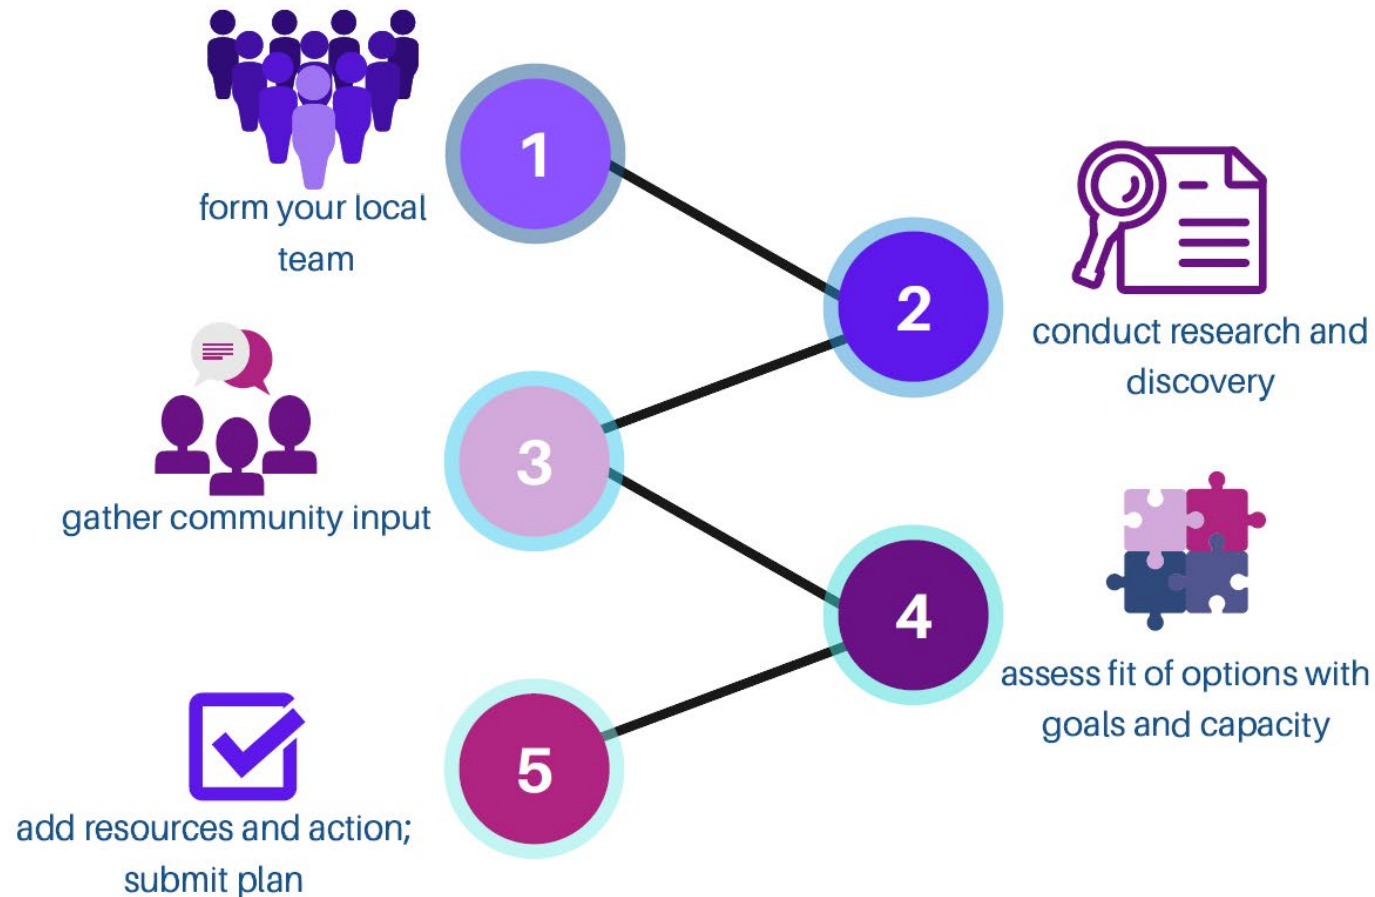 1
form your local
team
2
conduct research and
discovery
3
gather community input
4
assess fit of options with
goals and capacity
5
add resources and action;
submit plan